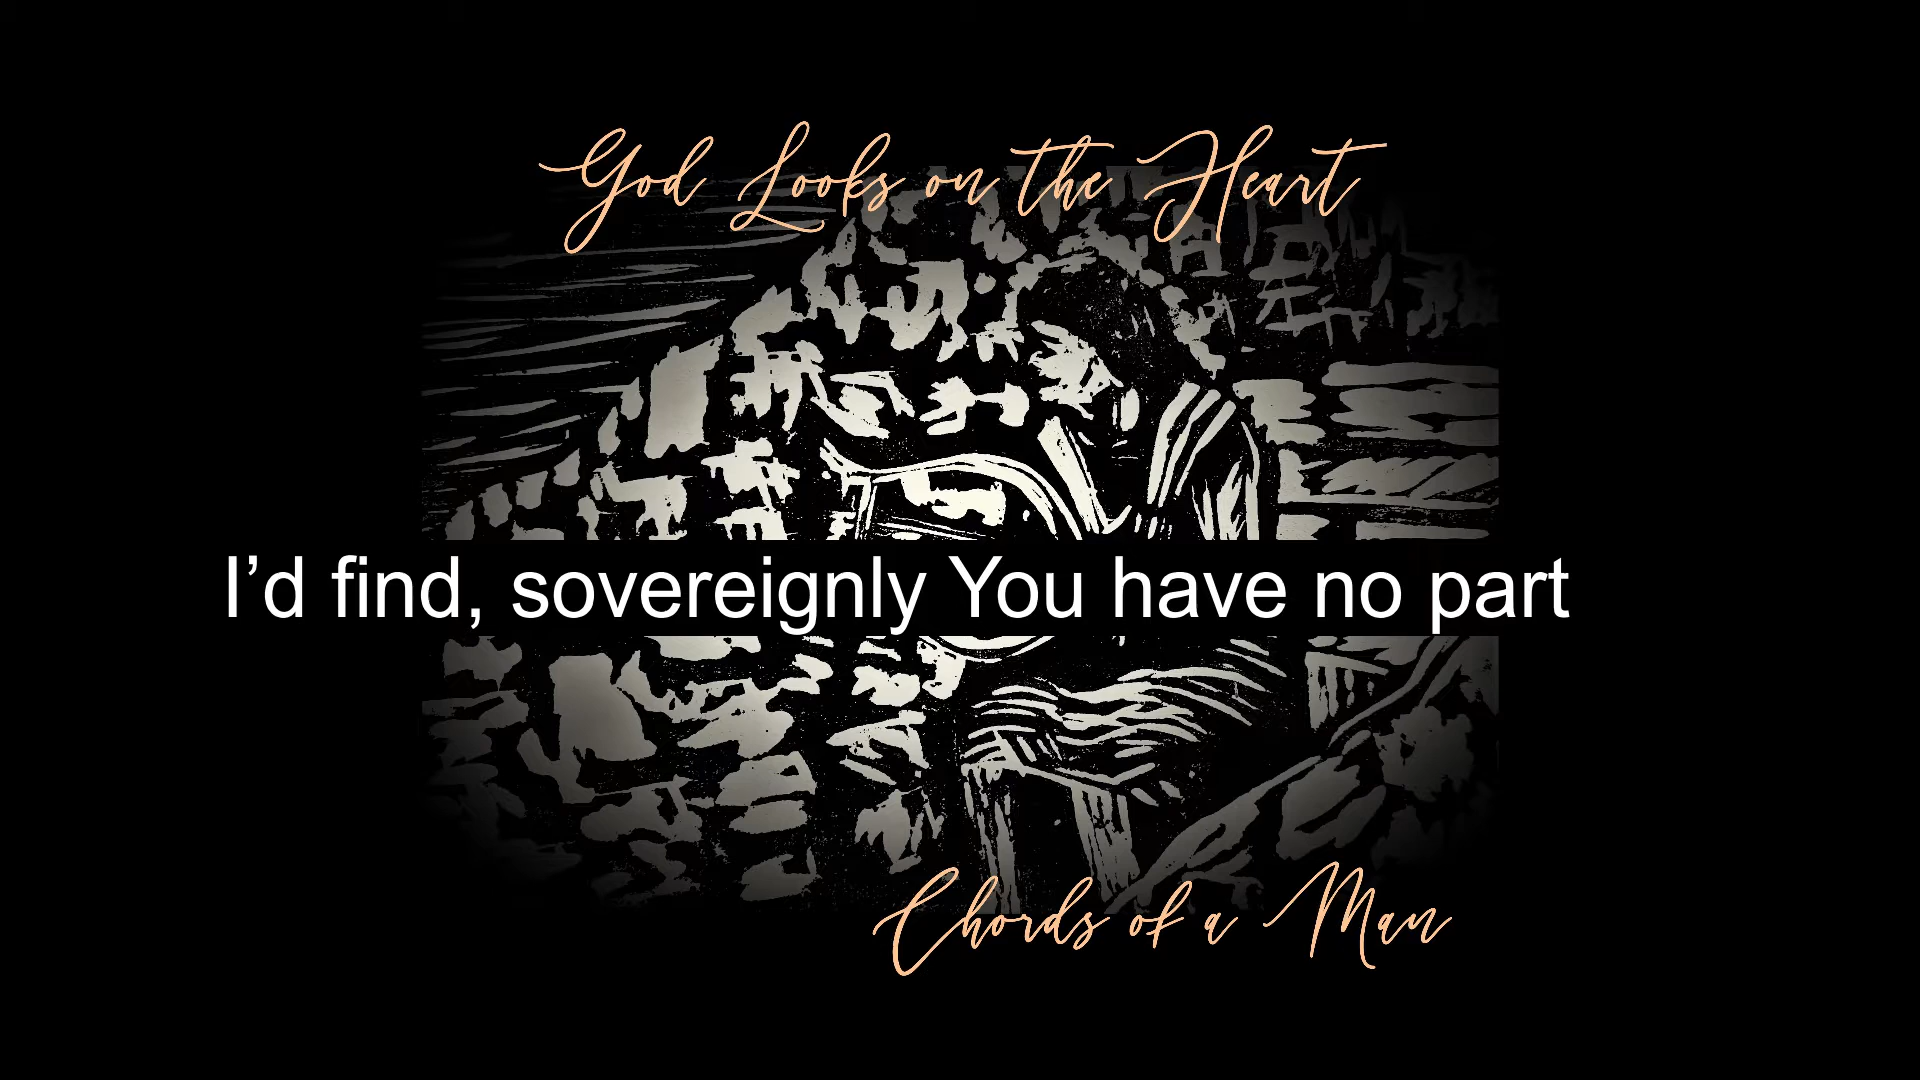 God Looks on the Heart
I’d find, sovereignly You have no part
Chords of a Man